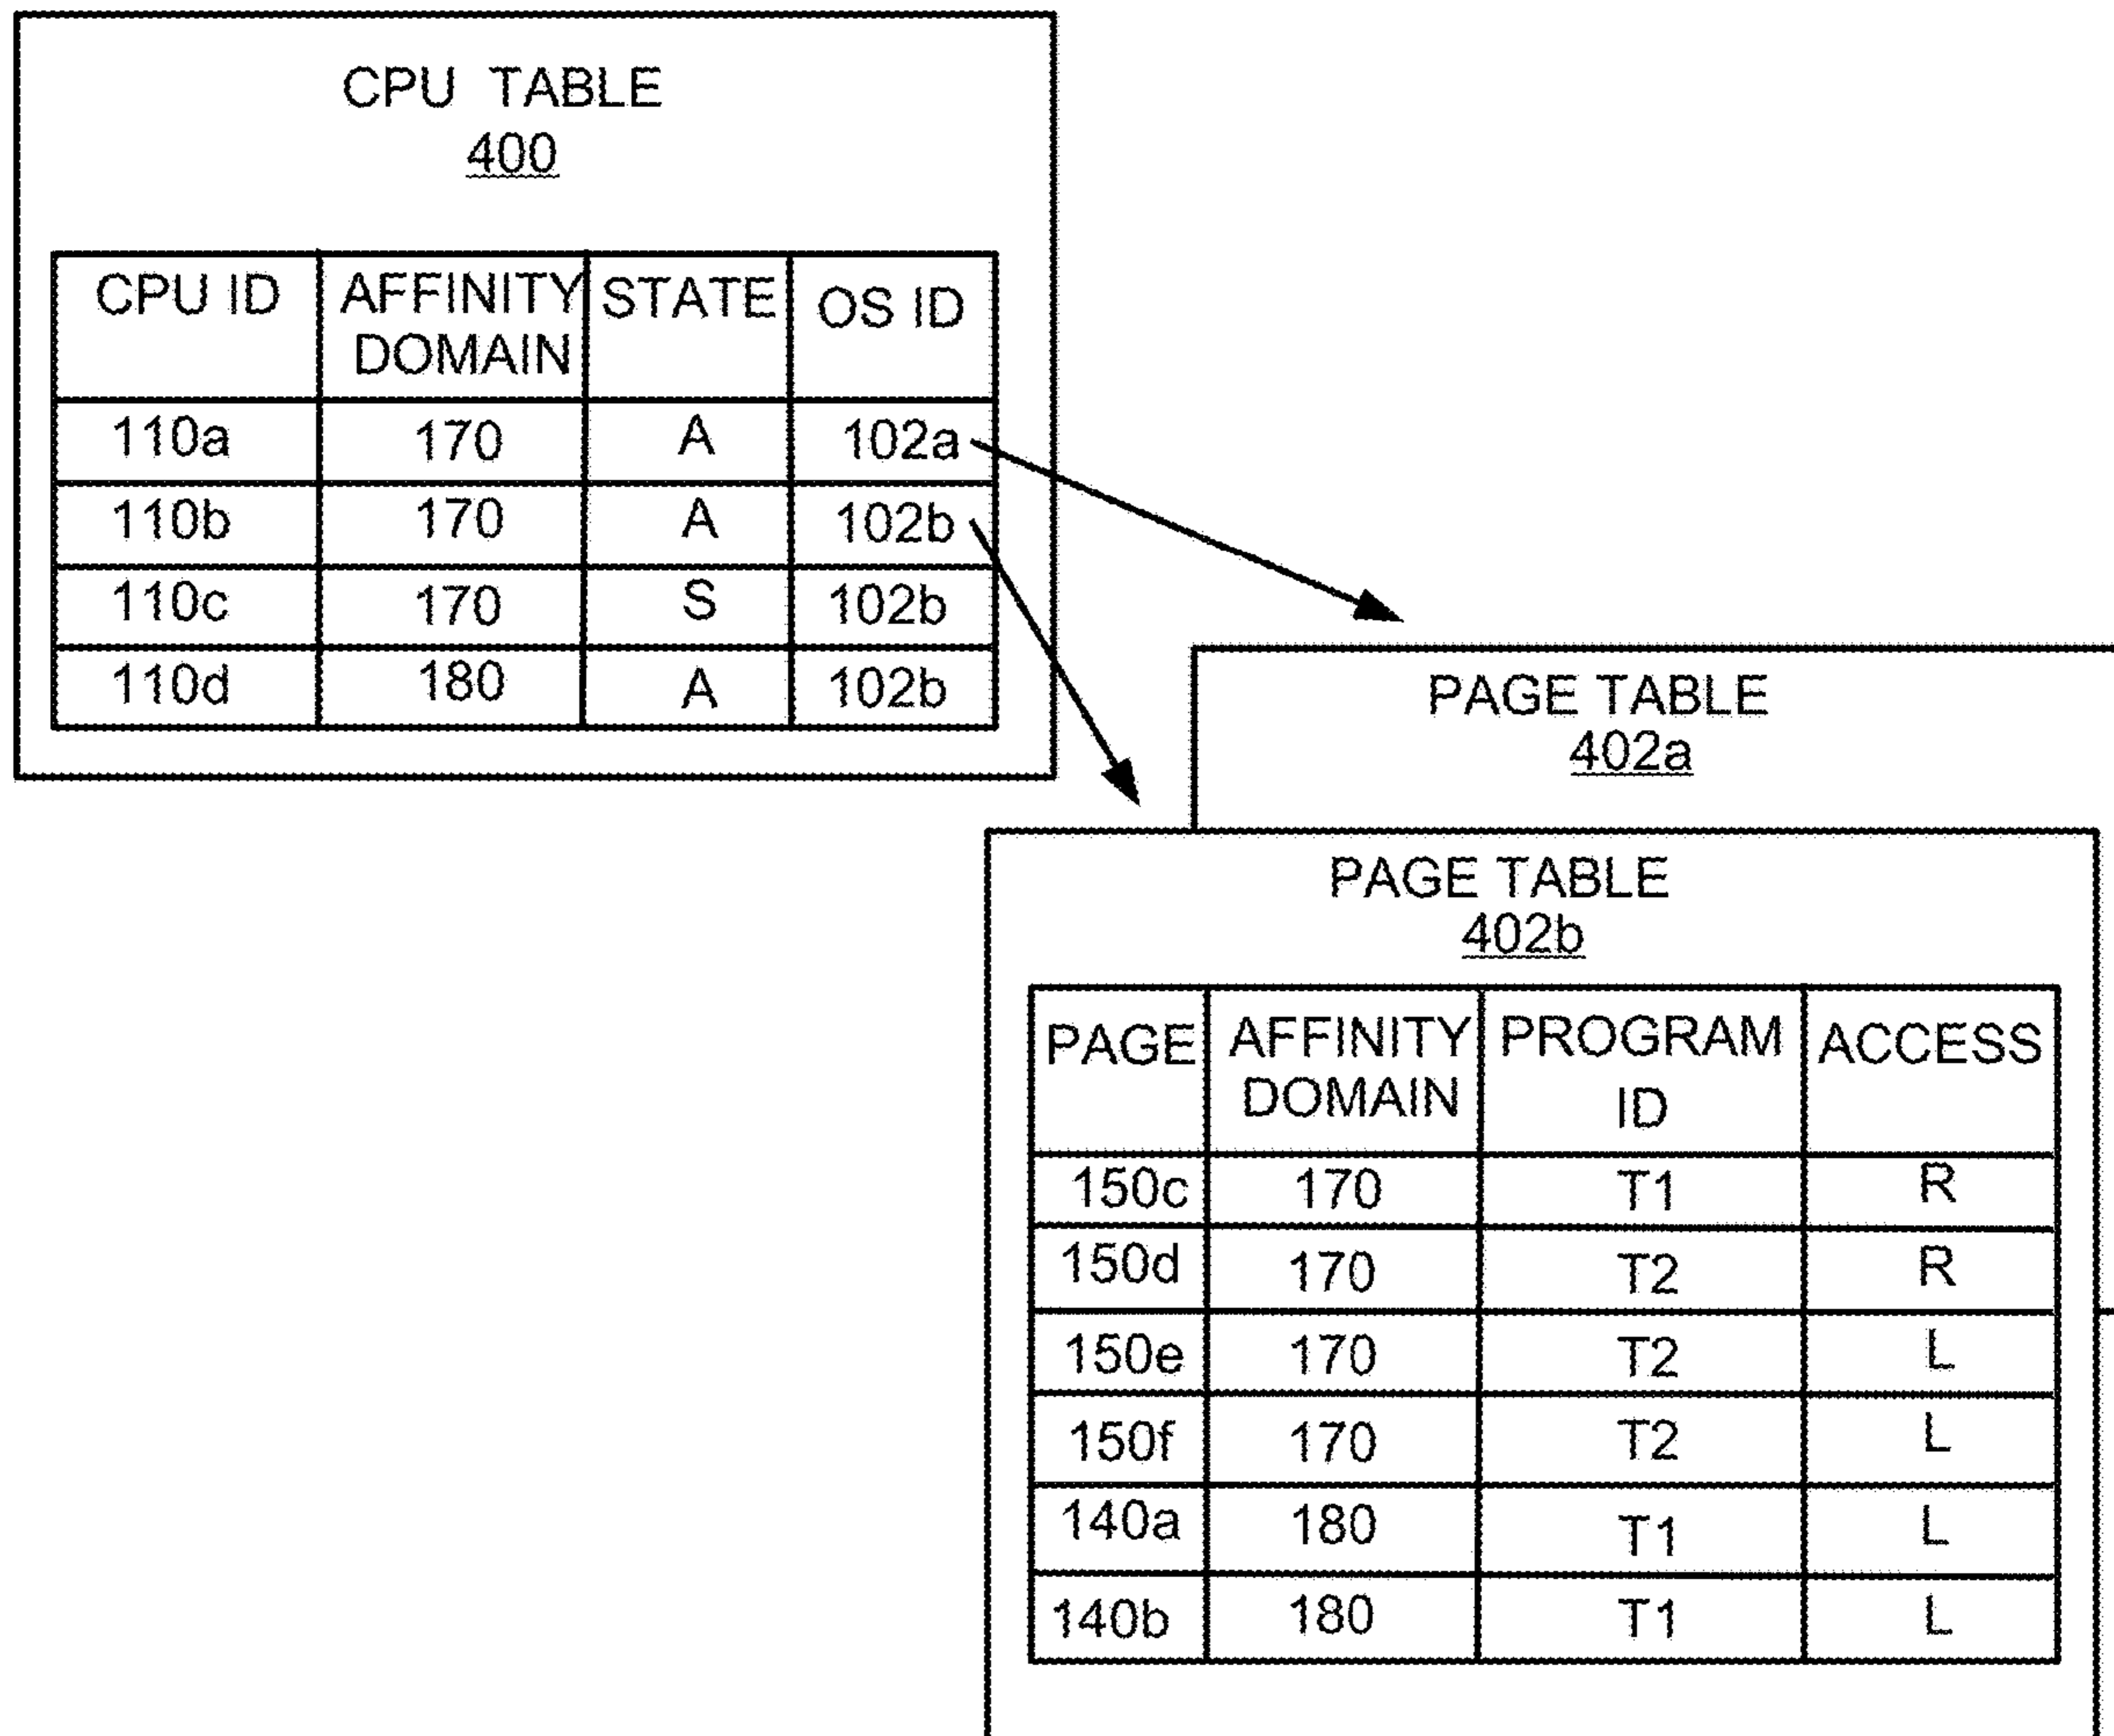 CPU TABLE
400
CPU ID AFFINITY DOMAIN STATE OS ID
110a 170 A 102a
110b 170 A 102b
110c 170 S 102b
110d 180 A 102b
PAGE TABLE
402a
PAGE TABLE
402b
PAGE AFFINITY DOMAIN PROGRAM ID ACCESS
150c 170 T1 R
150d 170 T2 R
150e 170 T2 L
150f 170 T2 L
140a 180 T1 L
140b 180 T1 L